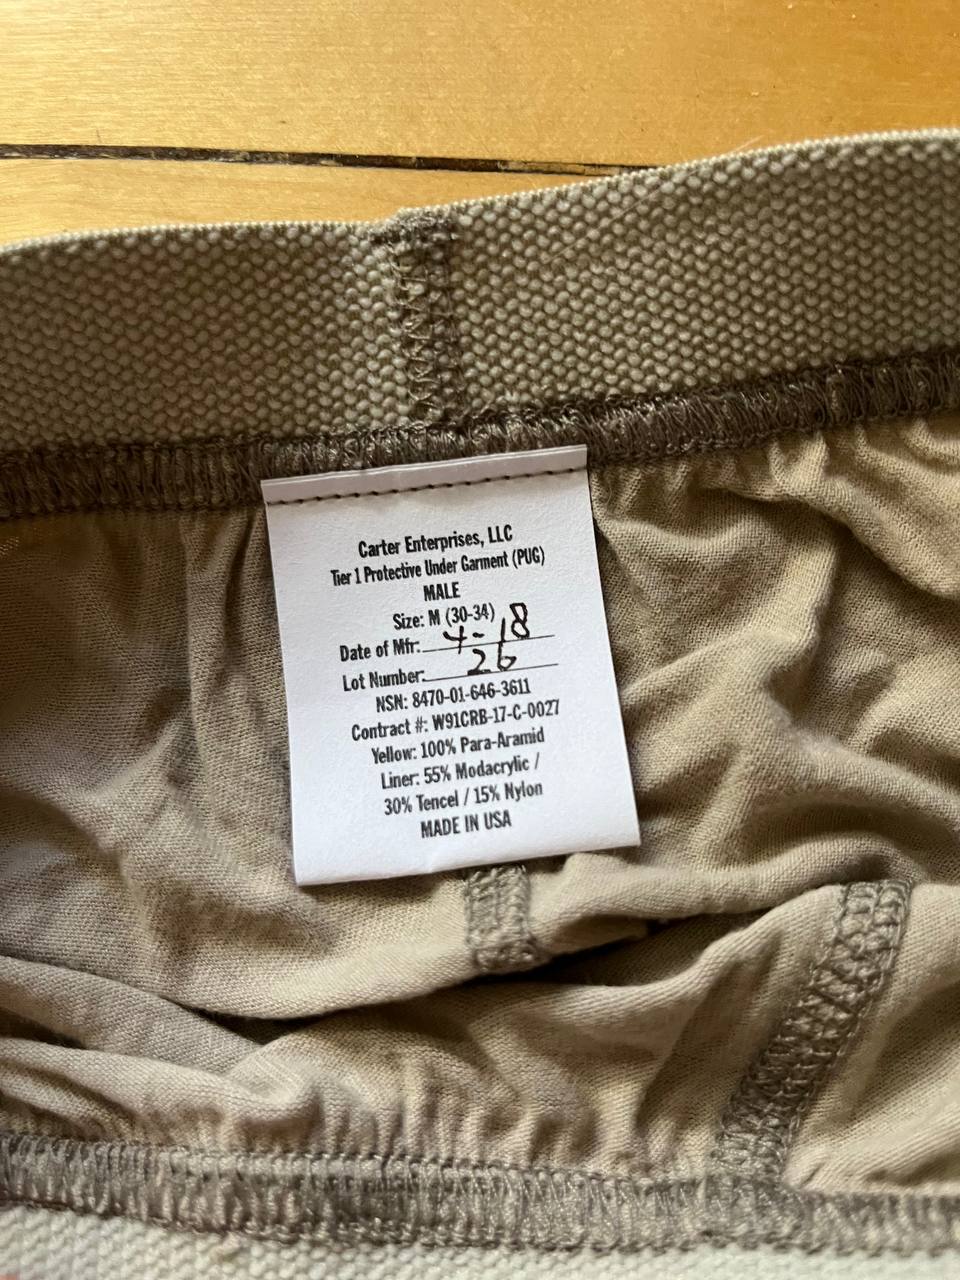 Carter Enterprises, LLC
Tier 1 Protective Under Garment (PUG)
MALE
Size: M (30-34)
Date of Mfr: 4-18
Lot Number: 26
NSN: 8470-01-646-3611
Contract #: W91CRB-17-C-0027
Yellow: 100% Para-Aramid
Liner: 55% Modacrylic /
30% Tencel / 15% Nylon
MADE IN USA